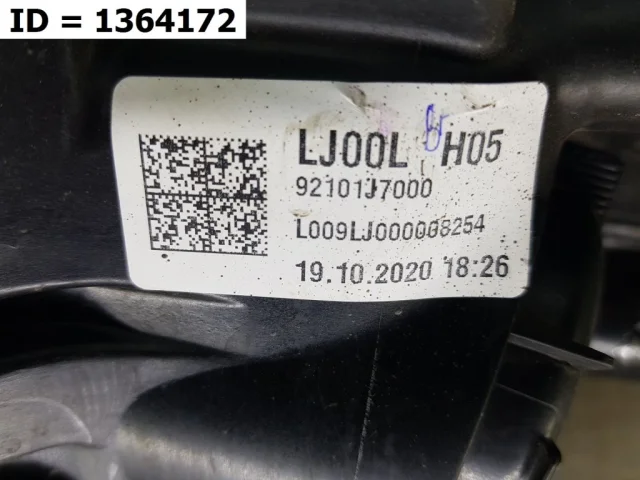 ID = 1364172
LJ00L H05
92101J7000
L009LJ000008254
19.10.2020 18:26